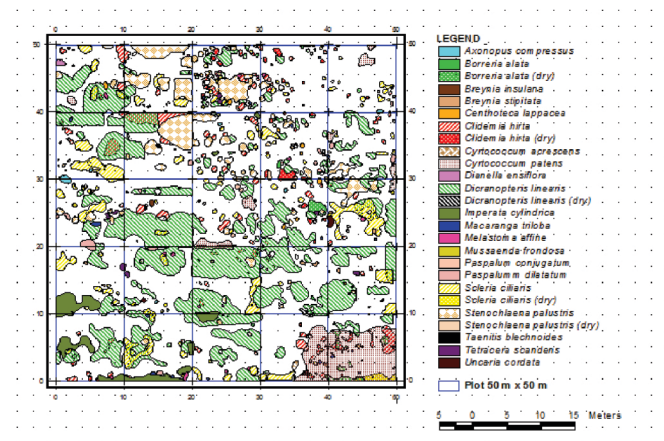 LEGEND
Axonopus compressus
Borreria alata
Borreria alata (dry)
Breynia insulana
Breynia stipitata
Centhoteca lappacea
Clidemia hirta
Clidemia hirta (dry)
Cyrtococcum acrescens
Cyrtococcum patens
Dianella ensiflora
Dicranopteris linearis
Dicranopteris linearis (dry)
Imperata cylindrica
Macaranga triloba
Melastoma affine
Mussaenda frondosa
Paspalum conjugatum
Paspalumm dilatatum
Scleria ciliaris
Scleria ciliaris (dry)
Stenochlaena palustris
Stenochlaena palustris (dry)
Taenitis blechnoides
Tetracera scandens
Uncaria cordata
Plot 50 m x 50 m
5 0 5 10 15 Meters
0 10 20 30 40 50
50
40
30
20
10
0
50
40
30
20
10
0
0 10 20 30 40 50